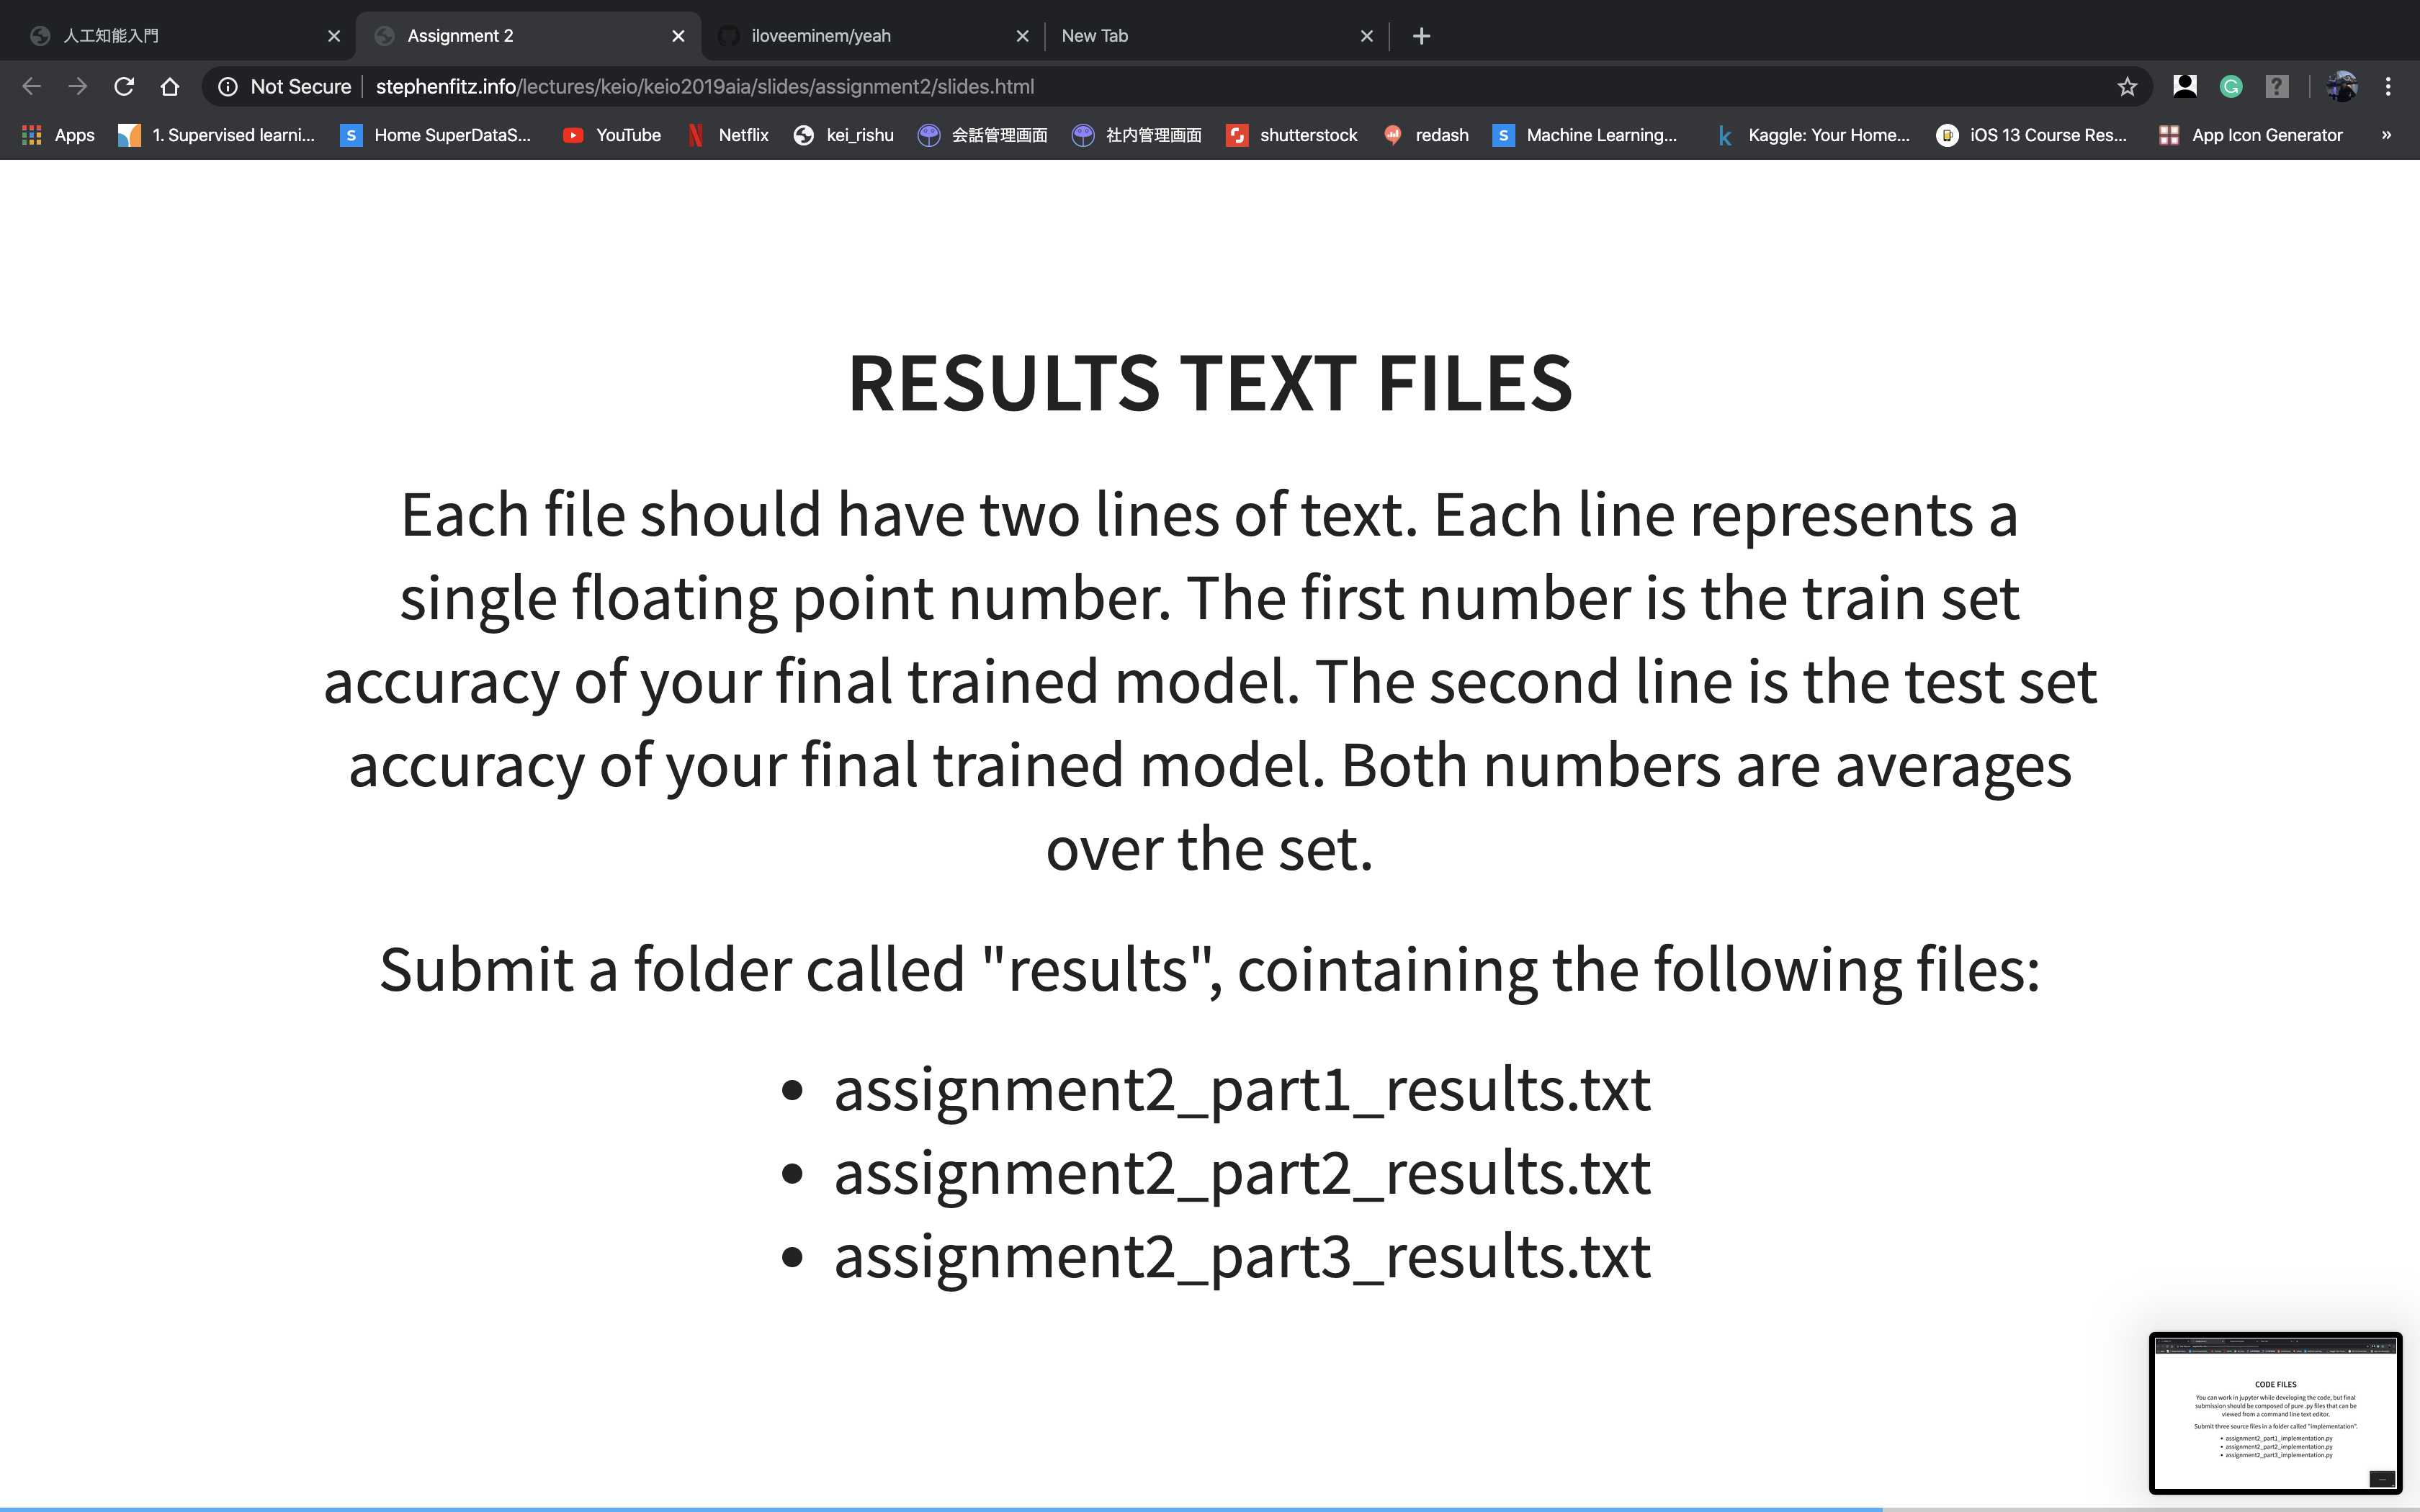 人工知能入門
Assignment 2
iloveeminem/yeah
New Tab
Not Secure
stephenfitz.info/lectures/keio/keio2019aia/slides/assignment2/slides.html
Apps
1. Supervised learni...
Home SuperDataS...
YouTube
Netflix
kei_rishu
会話管理画面
社内管理画面
shutterstock
redash
Machine Learning...
Kaggle: Your Home...
iOS 13 Course Res...
App Icon Generator
»
RESULTS TEXT FILES
Each file should have two lines of text. Each line represents a
single floating point number. The first number is the train set
accuracy of your final trained model. The second line is the test set
accuracy of your final trained model. Both numbers are averages
over the set.
Submit a folder called "results", cointaining the following files:
• assignment2_part1_results.txt
• assignment2_part2_results.txt
• assignment2_part3_results.txt
CODE FILES
You can work in jupyter while developing the code, but final
submission should be composed of pure .py files that can be
viewed from a command line text editor.
Submit three source files in a folder called "implementation".
• assignment2_part1_implementation.py
• assignment2_part2_implementation.py
• assignment2_part3_implementation.py